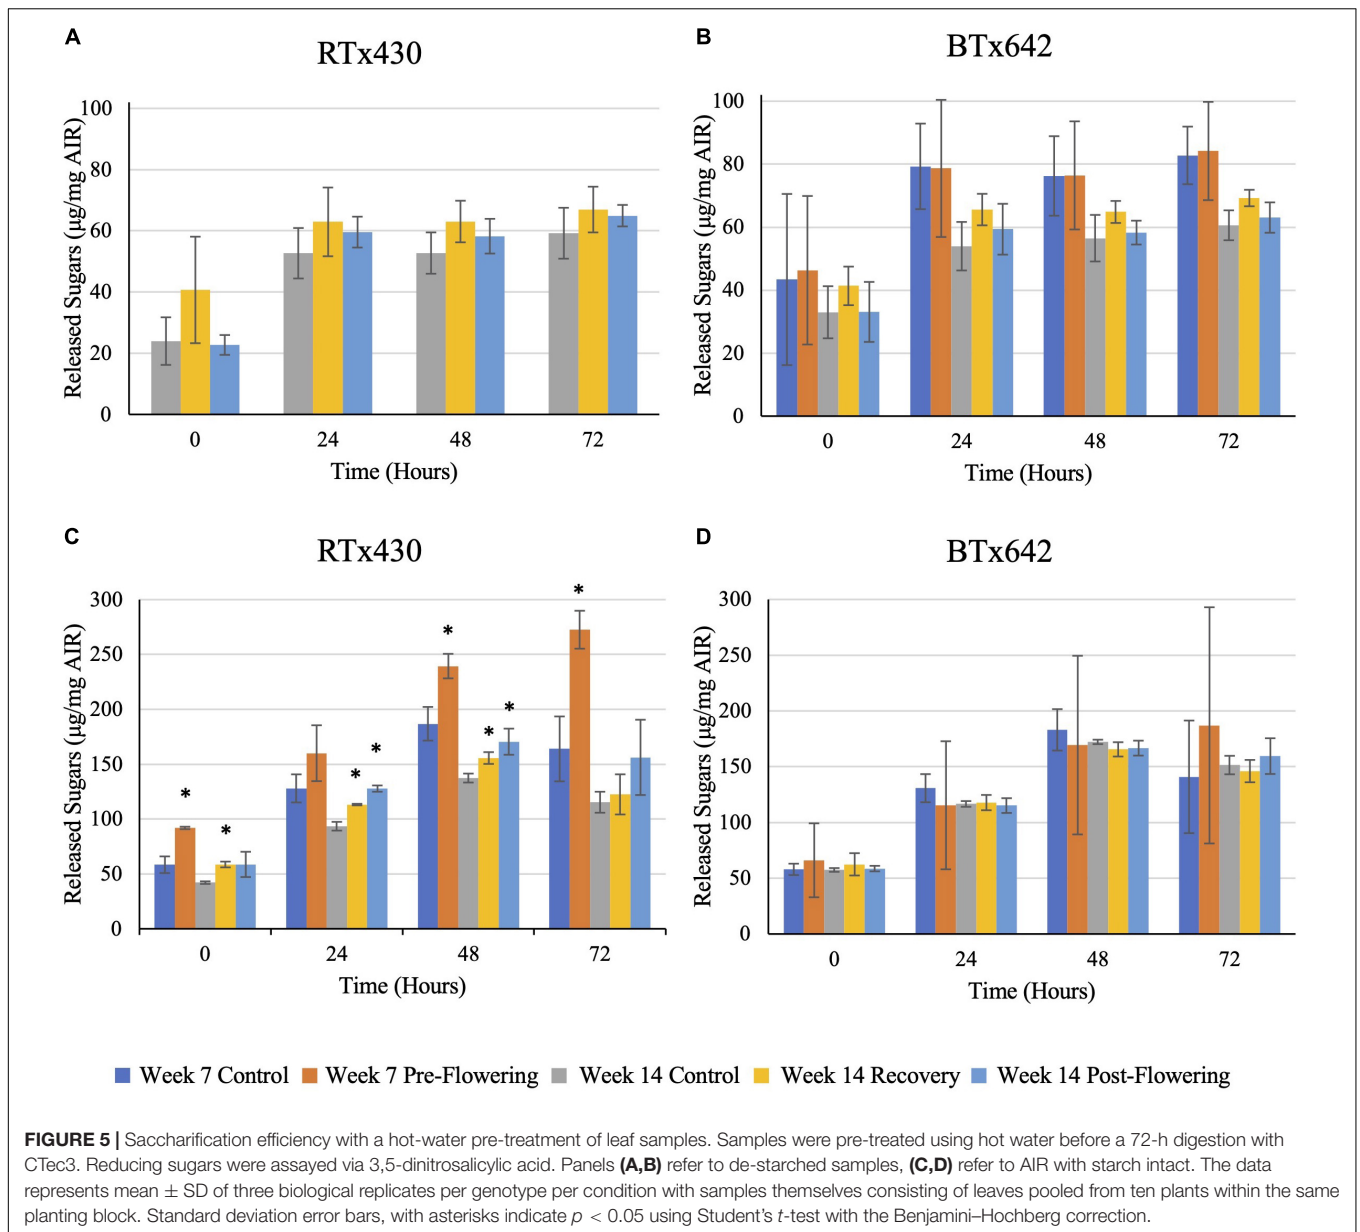 A
RTx430
Released Sugars (µg/mg AIR)
100
80
60
40
20
0
0 24 48 72
Time (Hours)
B
BTx642
Released Sugars (µg/mg AIR)
100
80
60
40
20
0
0 24 48 72
Time (Hours)
C
RTx430
Released Sugars (µg/mg AIR)
300
250
200
150
100
50
0
* * * * * * * *
0 24 48 72
Time (Hours)
D
BTx642
Released Sugars (µg/mg AIR)
300
250
200
150
100
50
0
0 24 48 72
Time (Hours)
Week 7 Control Week 7 Pre-Flowering Week 14 Control Week 14 Recovery Week 14 Post-Flowering
FIGURE 5 | Saccharification efficiency with a hot-water pre-treatment of leaf samples. Samples were pre-treated using hot water before a 72-h digestion with
CTec3. Reducing sugars were assayed via 3,5-dinitrosalicylic acid. Panels (A,B) refer to de-starched samples, (C,D) refer to AIR with starch intact. The data
represents mean ± SD of three biological replicates per genotype per condition with samples themselves consisting of leaves pooled from ten plants within the same
planting block. Standard deviation error bars, with asterisks indicate p < 0.05 using Student's t-test with the Benjamini–Hochberg correction.